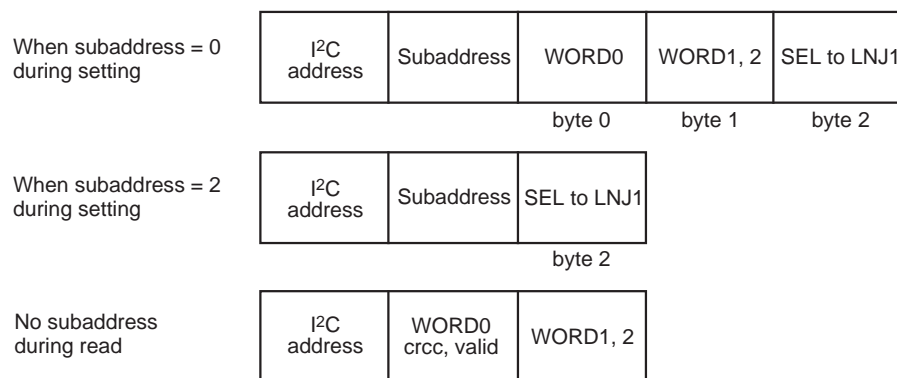 When subaddress = 0
during setting
I²C
address
Subaddress
WORD0
WORD1, 2
SEL to LNJ1
byte 0
byte 1
byte 2
When subaddress = 2
during setting
I²C
address
Subaddress
SEL to LNJ1
byte 2
No subaddress
during read
I²C
address
WORD0
crcc, valid
WORD1, 2